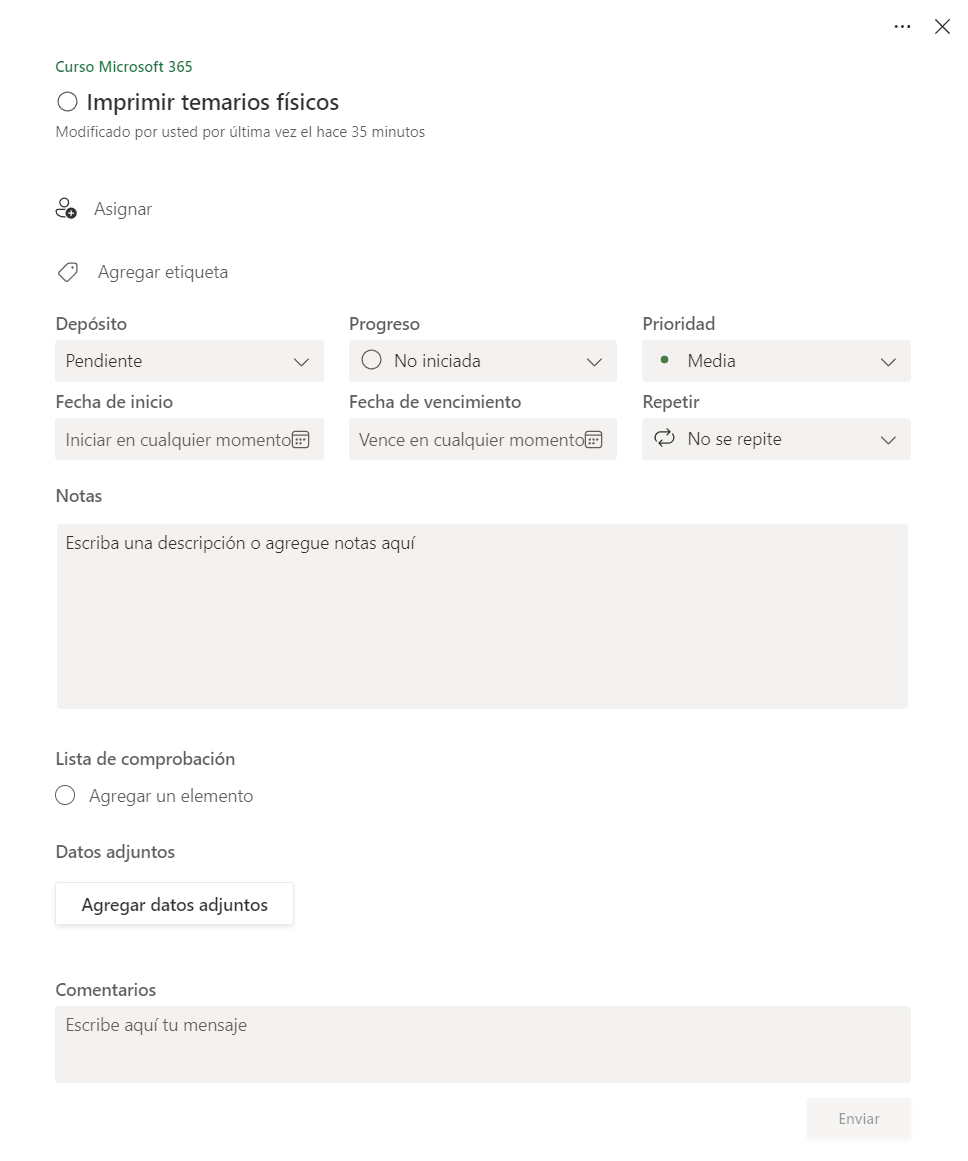 Curso Microsoft 365
Imprimir temarios físicos
Modificado por usted por última vez el hace 35 minutos
Asignar
Agregar etiqueta
Depósito Progreso Prioridad
Pendiente No iniciada Media
Fecha de inicio Fecha de vencimiento Repetir
Iniciar en cualquier momento Vence en cualquier momento No se repite
Notas
Escriba una descripción o agregue notas aquí
Lista de comprobación
Agregar un elemento
Datos adjuntos
Agregar datos adjuntos
Comentarios
Escribe aquí tu mensaje
Enviar